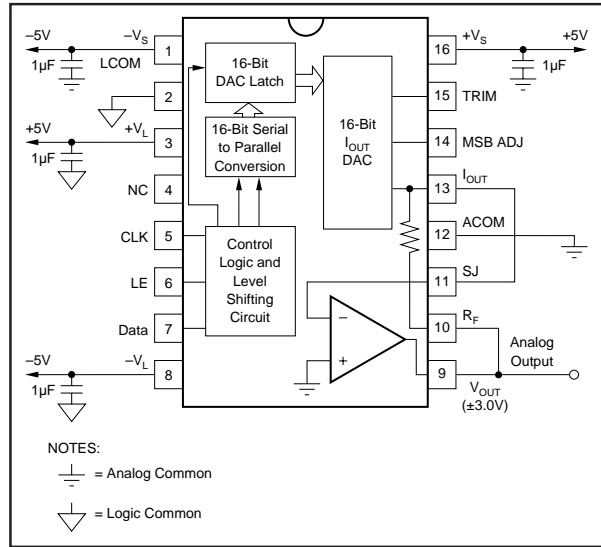 –5V
1µF
–V_S
LCOM
1
2
+5V
1µF
+V_L
3
NC
4
CLK
5
LE
6
Data
7
–5V
1µF
–V_L
8
16-Bit
DAC Latch
16-Bit Serial
to Parallel
Conversion
Control
Logic and
Level
Shifting
Circuit
16-Bit
I_OUT
DAC
–
+
16
+V_S
+5V
1µF
15
TRIM
14
MSB ADJ
13
I_OUT
12
ACOM
11
SJ
10
R_F
9
V_OUT
(±3.0V)
Analog
Output
NOTES:
= Analog Common
= Logic Common